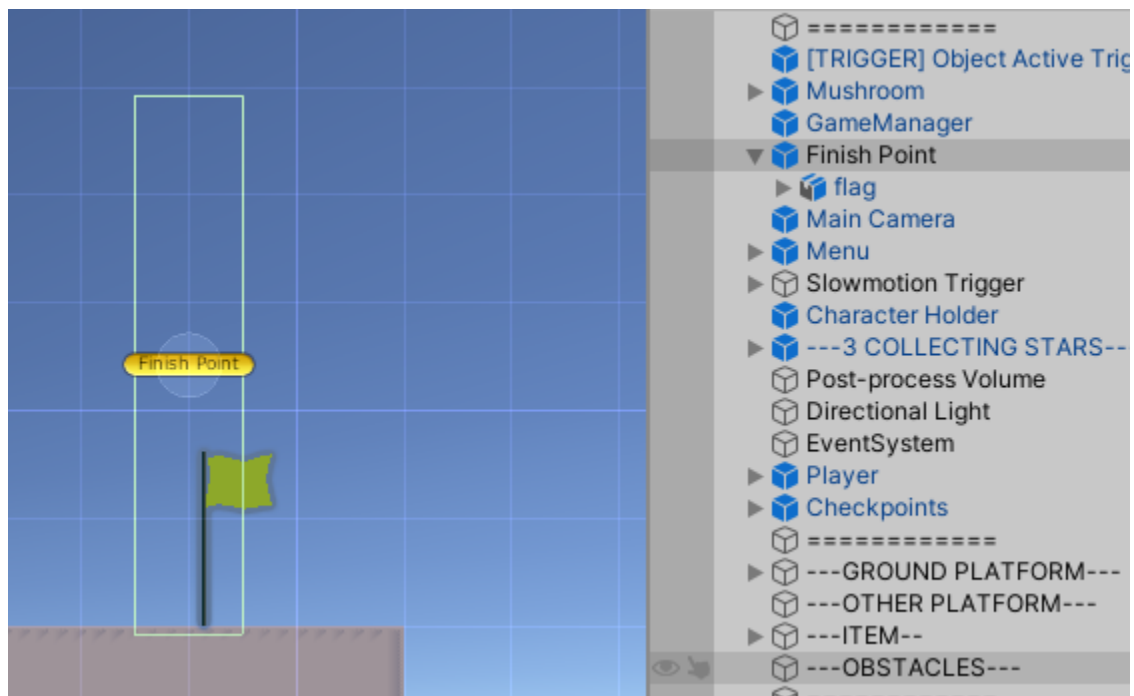 ============
[TRIGGER] Object Active Trig
Mushroom
GameManager
Finish Point
flag
Main Camera
Menu
Slowmotion Trigger
Character Holder
---3 COLLECTING STARS--
Post-process Volume
Directional Light
EventSystem
Player
Checkpoints
============
---GROUND PLATFORM---
---OTHER PLATFORM---
---ITEM--
---OBSTACLES---
Finish Point